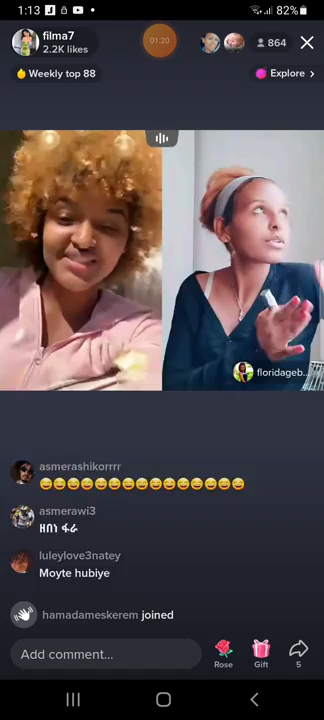 1:13
82%
filma7
2.2K likes
01:20
864
Weekly top 88
Explore
floridageb...
asmerashikorrrr
😅😅😅😅😅😅😅😅😅😅😅😅😅😅😅
asmerawi3
ዘበነ ፋራ
luleylove3natey
Moyte hubiye
hamadameskerem joined
Add comment...
Rose
Gift
5